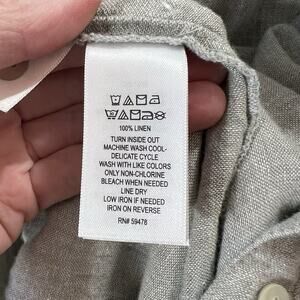 100% LINEN
TURN INSIDE OUT
MACHINE WASH COOL-
DELICATE CYCLE
WASH WITH LIKE COLORS
ONLY NON-CHLORINE
BLEACH WHEN NEEDED
LINE DRY
LOW IRON IF NEEDED
IRON ON REVERSE
RN# 59478